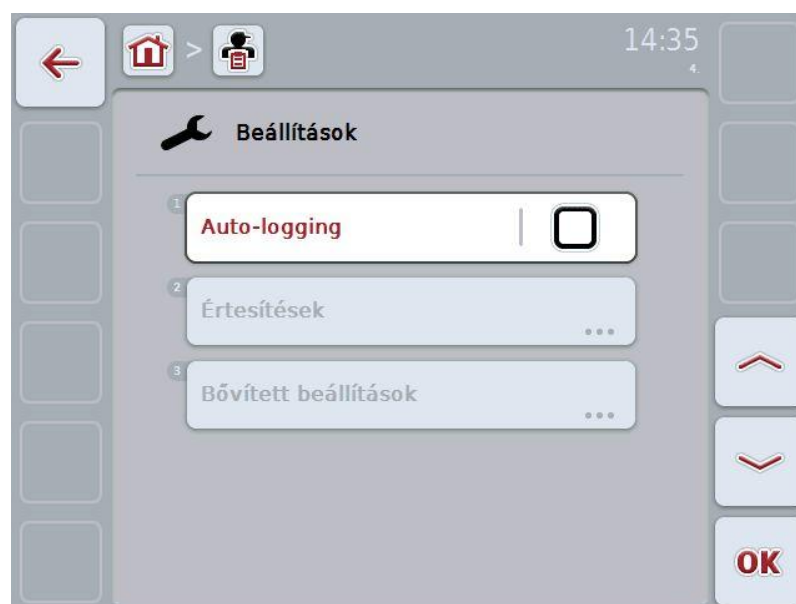 >
14:35
4.
Beállítások
1
Auto-logging
2
Értesítések
...
3
Bővített beállítások
...
OK